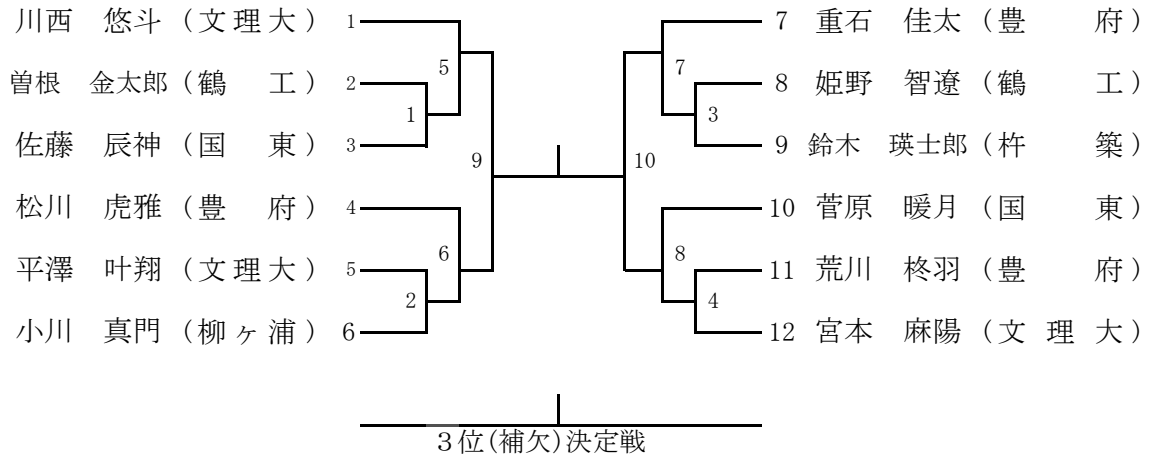 川西 悠斗（文理大） 1
曽根 金太郎（鶴 工） 2
佐藤 辰神（国 東） 3
松川 虎雅（豊 府） 4
平澤 叶翔（文理大） 5
小川 真門（柳ヶ浦） 6
5
1
9
6
2
7
3
10
8
4
7 重石 佳太（豊 府）
8 姫野 智遼（鶴 工）
9 鈴木 瑛士郎（杵 築）
10 菅原 暖月（国 東）
11 荒川 柊羽（豊 府）
12 宮本 麻陽（文 理 大）
３位(補欠)決定戦